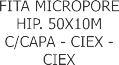 FITA MICROPORE
HIP. 50X10M
C/CAPA - CIEX -
CIEX